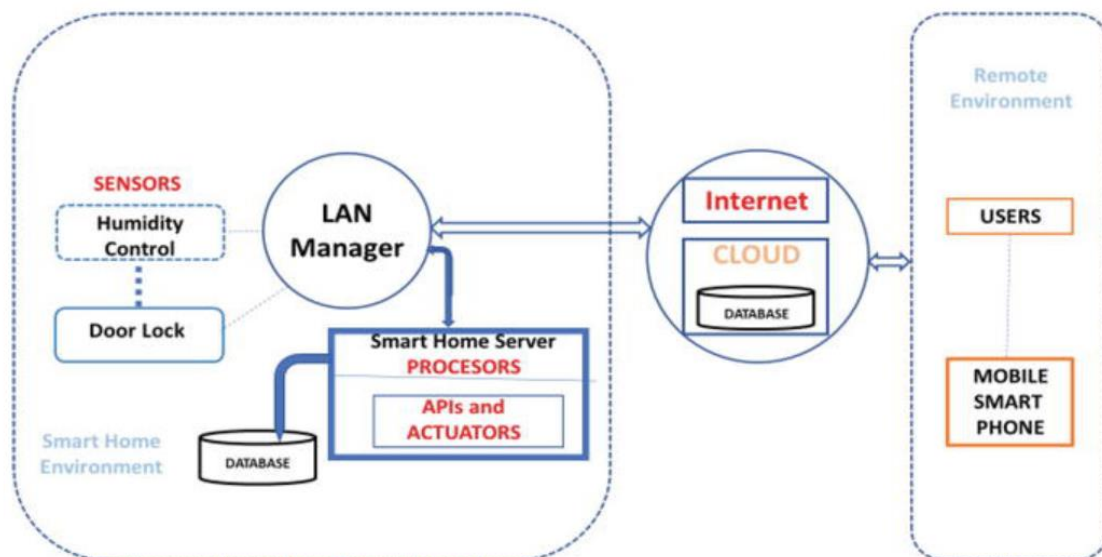 SENSORS
Humidity
Control
Door Lock
LAN
Manager
Smart Home Server
PROCESORS
APIs and
ACTUATORS
DATABASE
Smart Home
Environment
Internet
CLOUD
DATABASE
Remote
Environment
USERS
MOBILE
SMART
PHONE